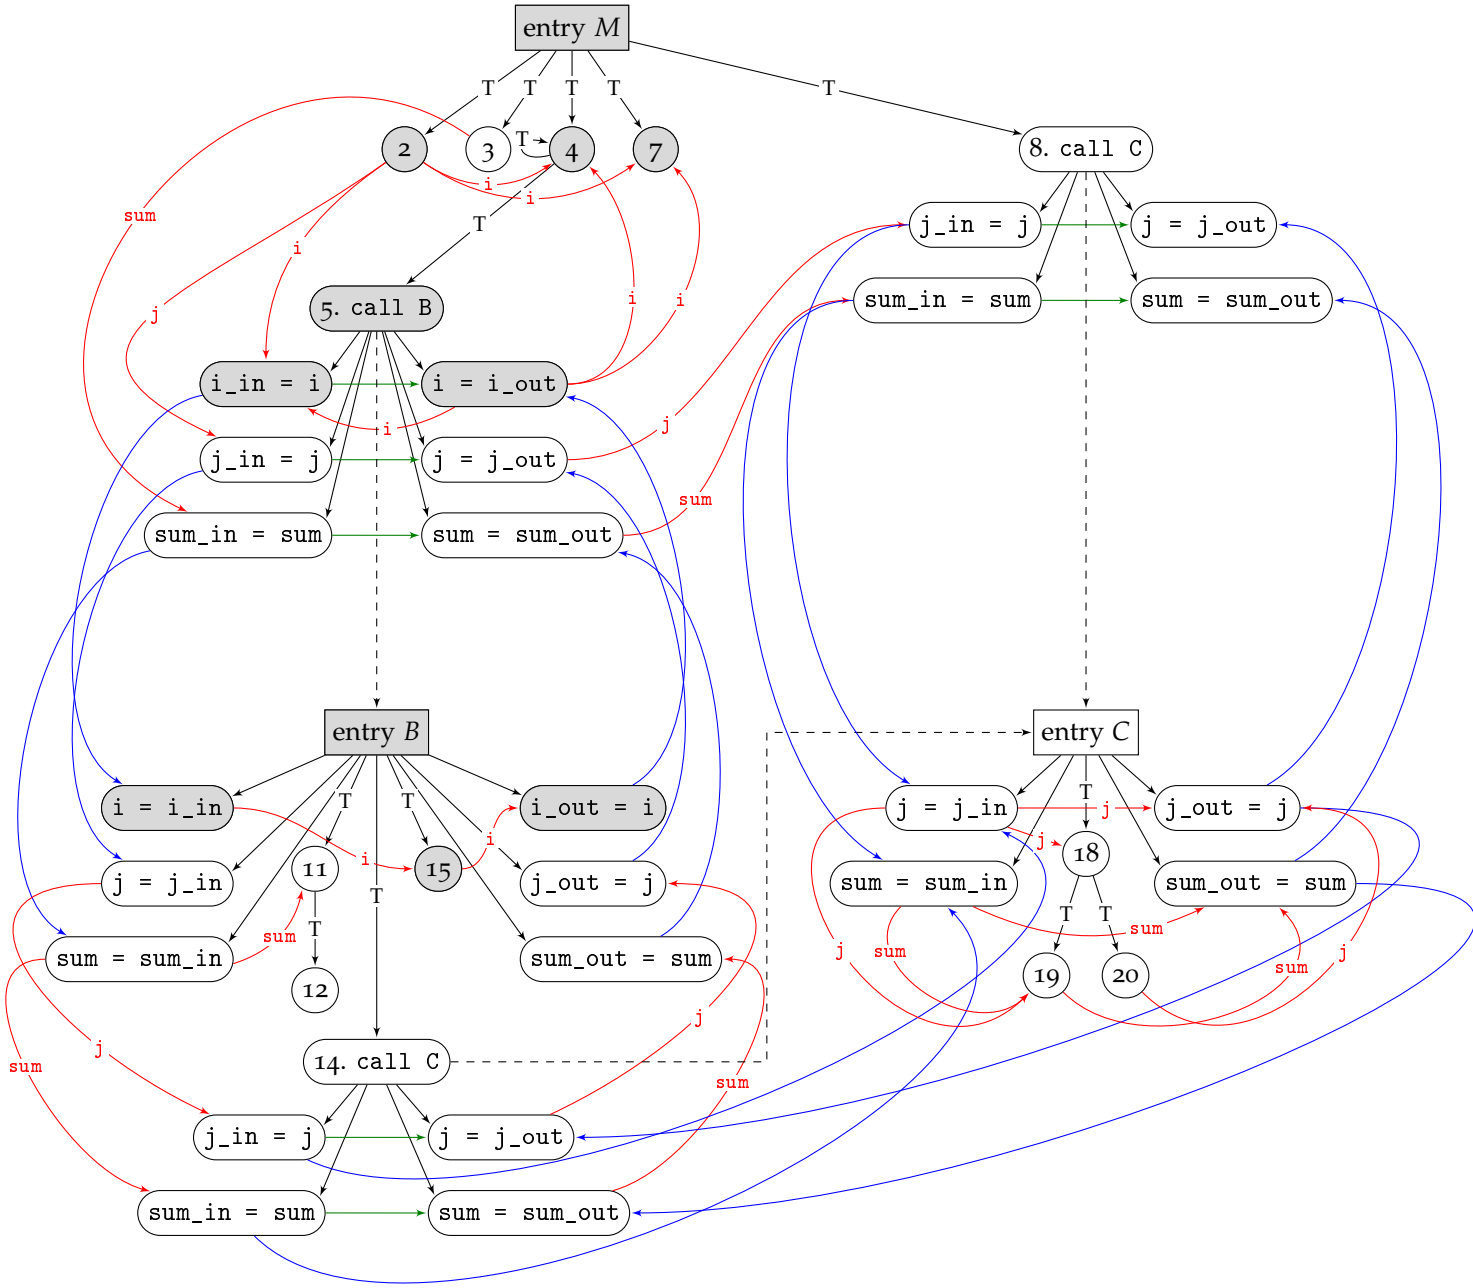 entry M
T T T T T
2 3 4 7 8. call C
T
sum i i
j_in = j j = j_out
T
i
sum_in = sum sum = sum_out
j i i
5. call B
i_in = i i = i_out
i j
j_in = j j = j_out
sum
sum_in = sum sum = sum_out
entry B entry C
T T T
i = i_in i_out = i j = j_in j j_out = j
i j
i 11 15 18
j = j_in j_out = j sum = sum_in sum_out = sum
T T T
sum T j sum sum j
sum = sum_in sum_out = sum
sum
12 19 20
j j
14. call C
sum sum
j_in = j j = j_out
sum_in = sum sum = sum_out